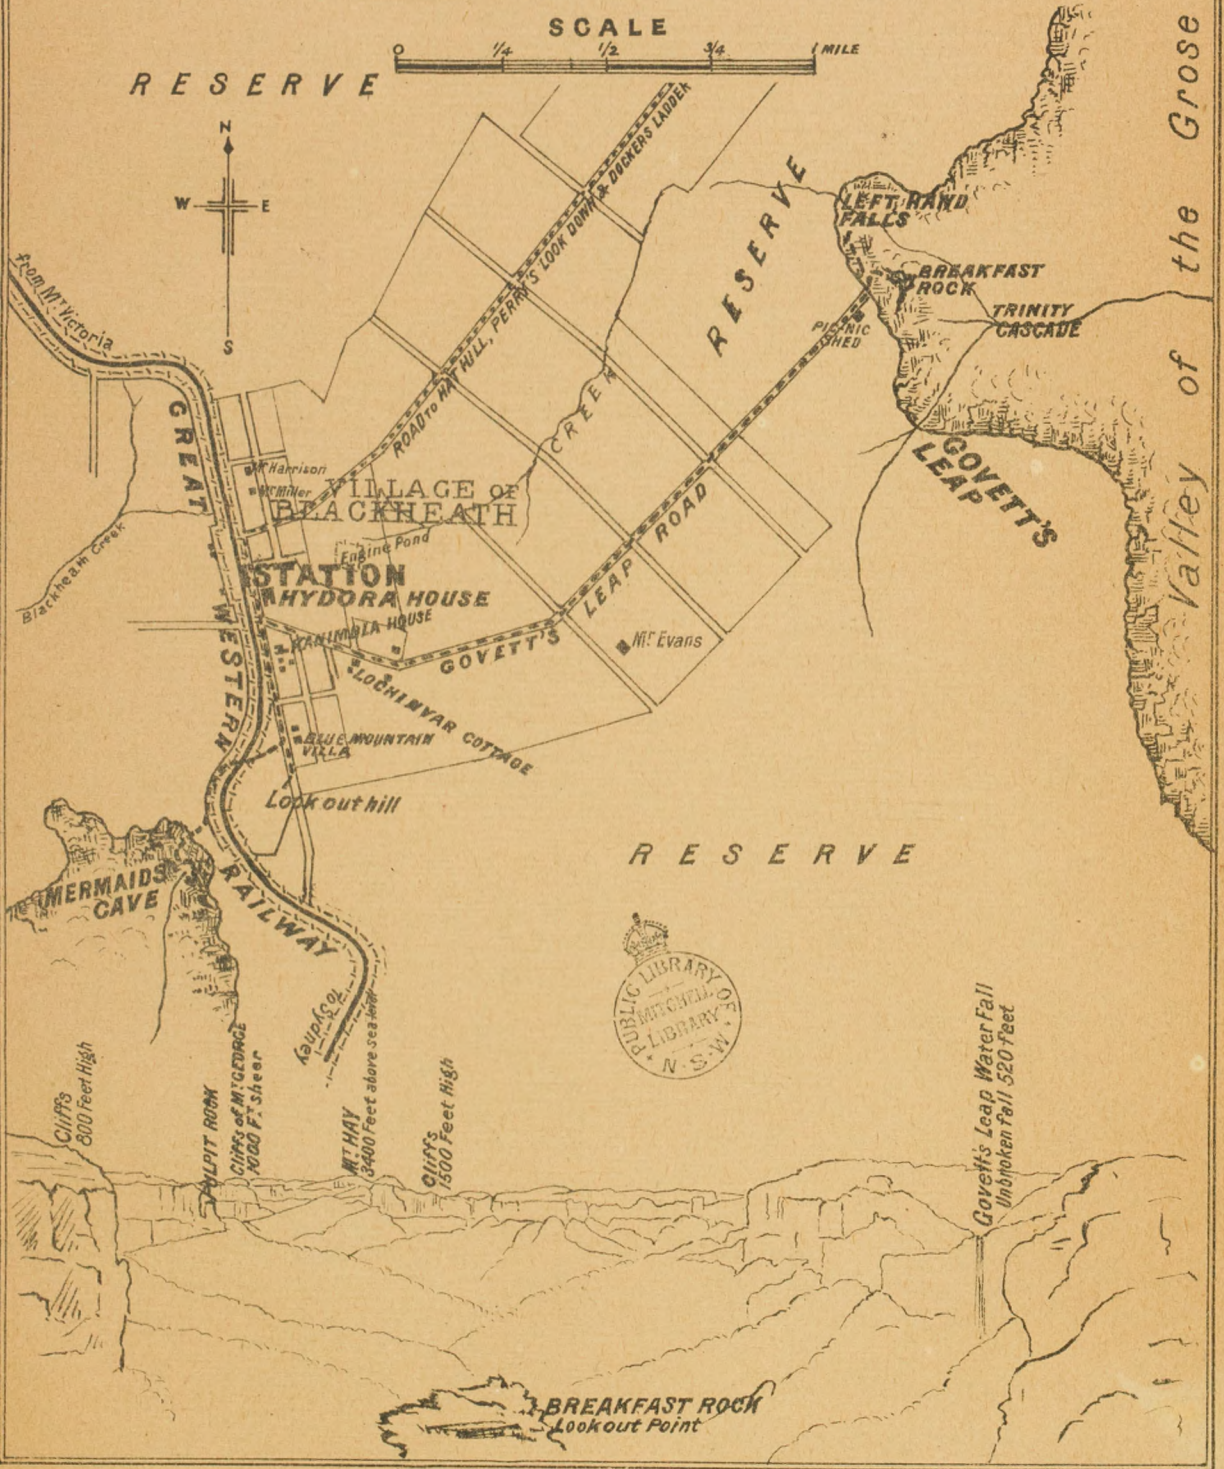 SCALE
0 1/4 1/2 3/4 1 MILE
RESERVE
N
W E
S
from Mt Victoria
ROAD TO HAT HILL, PERRY'S LOOK DOWN & DOCKERS LADDER
RESERVE
LEFT HAND
FALLS
BREAKFAST
ROCK
TRINITY
CASCADE
PICNIC
SHED
Valley of the Grose
CREEK
GOVETT'S
LEAP
GREAT WESTERN RAILWAY
Mr Harrison
Mr Miller
VILLAGE OF
BLACKHEATH
Engine Pond
Blackheath Creek
STATION
HYDORA HOUSE
KANIMBLA HOUSE
GOVETT'S LEAP ROAD
Mr Evans
LOCHINVAR COTTAGE
BLUE MOUNTAIN
VILLA
Look out hill
MERMAIDS
CAVE
RESERVE
PUBLIC LIBRARY OF
MITCHELL
LIBRARY
N·S·W
To Sydney
Cliffs
800 Feet High
PULPIT ROCK
Cliffs of Mt GEORGE
1000 Ft sheer
Mt HAY
3400 Feet above sea level
Cliffs
1500 Feet High
Govett's Leap Water Fall
Unbroken fall 520 feet
BREAKFAST ROCK
Lookout Point